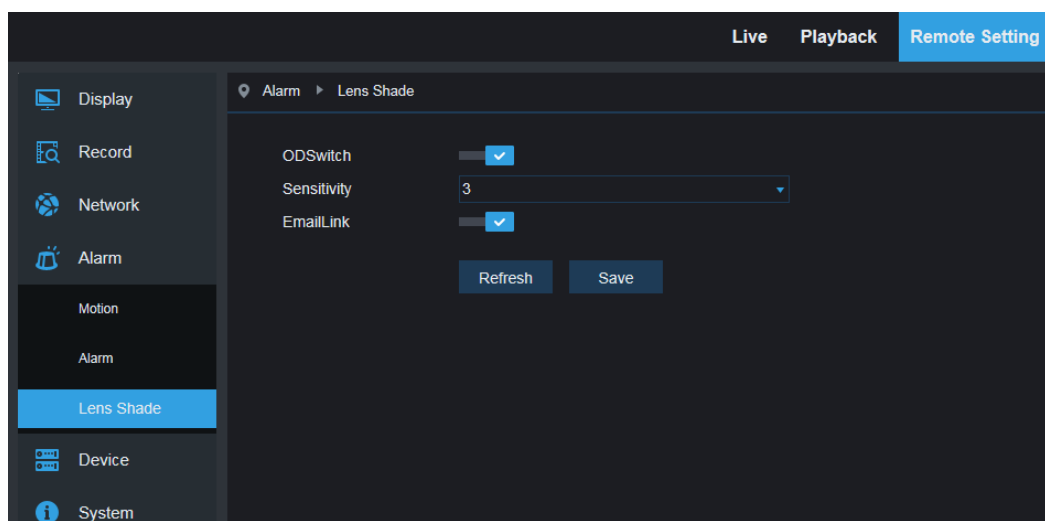 Live Playback Remote Setting
Display
Record
Network
Alarm
Motion
Alarm
Lens Shade
Device
System
Alarm Lens Shade
ODSwitch
Sensitivity 3
EmailLink
Refresh Save